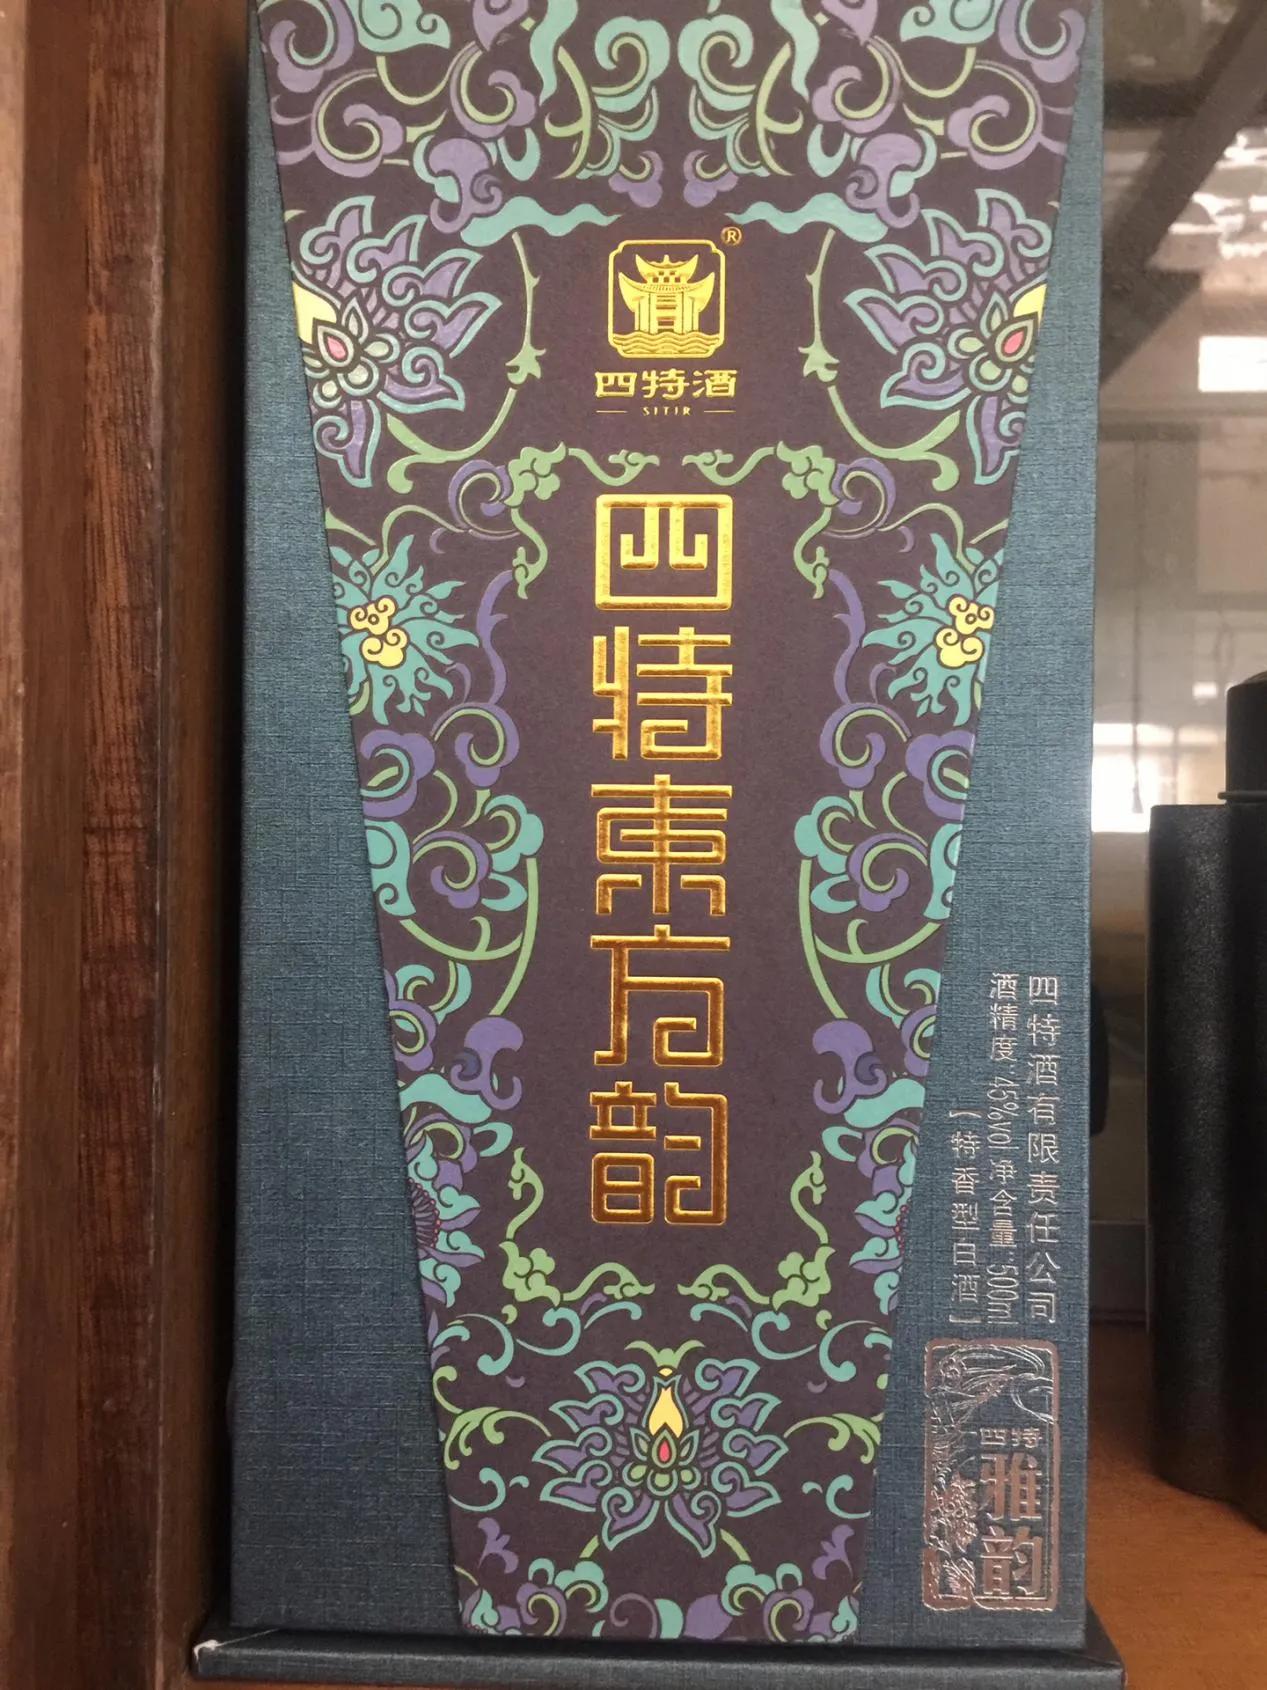 ®
四特酒
SITIR
四特東方韵
四特酒有限责任公司
酒精度:45%vol 净含量:500ml
【特香型白酒】
四特
雅韵